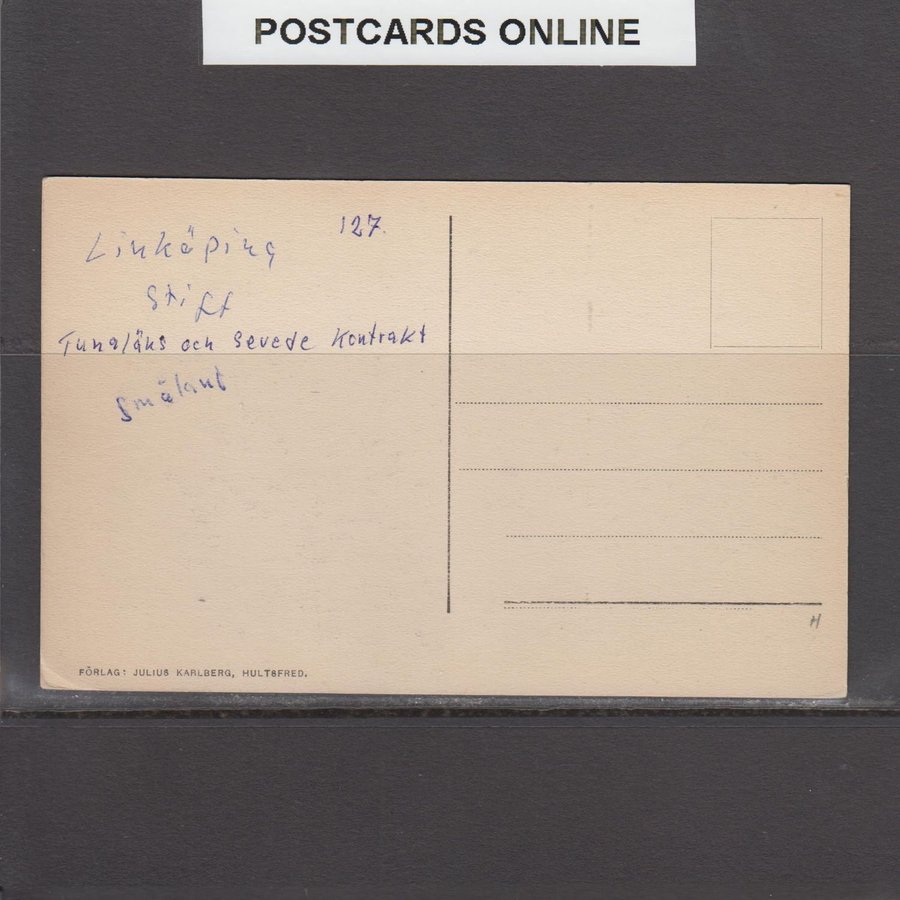 POSTCARDS ONLINE
127.
Linköping
Stift
Tunaläns och Sevede Kontrakt
Småland
FÖRLAG: JULIUS KARLBERG, HULTSFRED.
M